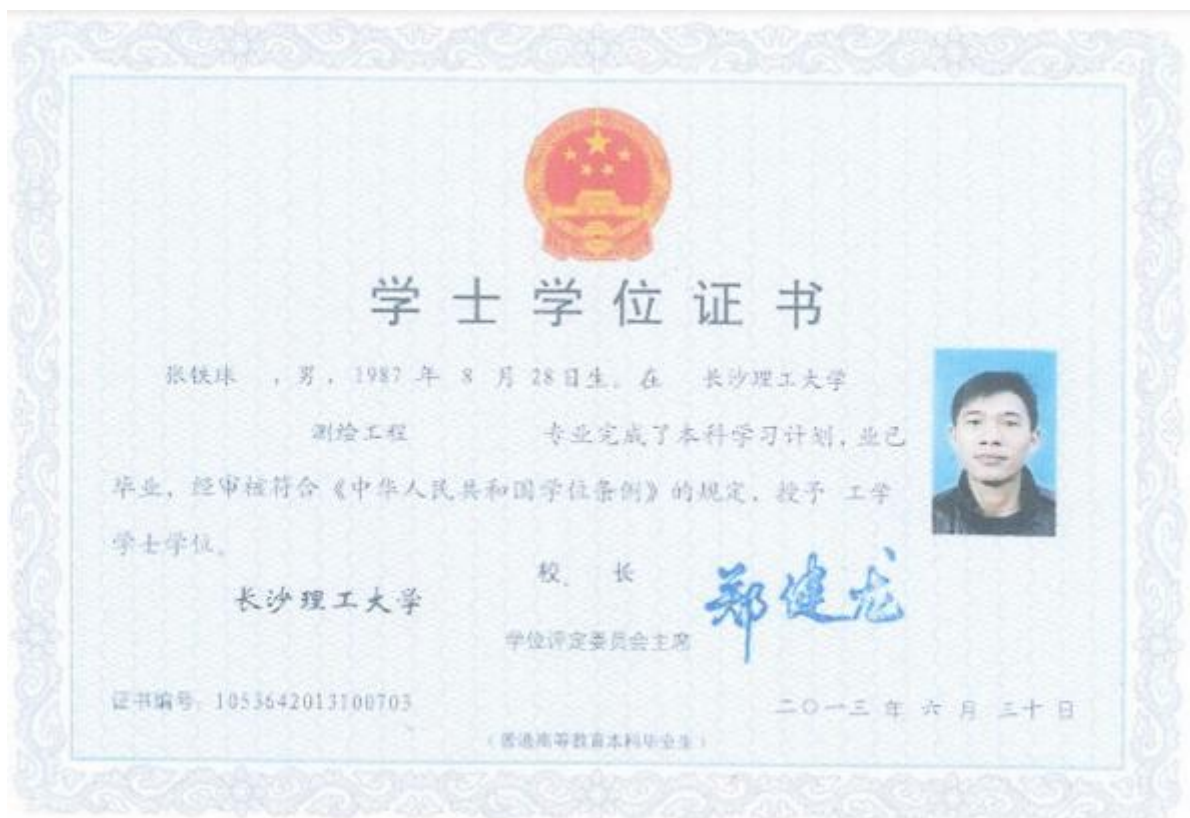 学士学位证书
张铁球 , 男 , 1987 年 8 月 28日生。在 长沙理工大学
测绘工程 专业完成了本科学习计划, 业已
毕业, 经审核符合《中华人民共和国学位条例》的规定, 授予 工学
学士学位。
校 长 郑健龙
长沙理工大学
学位评定委员会主席
证书编号 1053642013100703
二〇一三 年 六 月 三十 日
(普通高等教育本科毕业生)